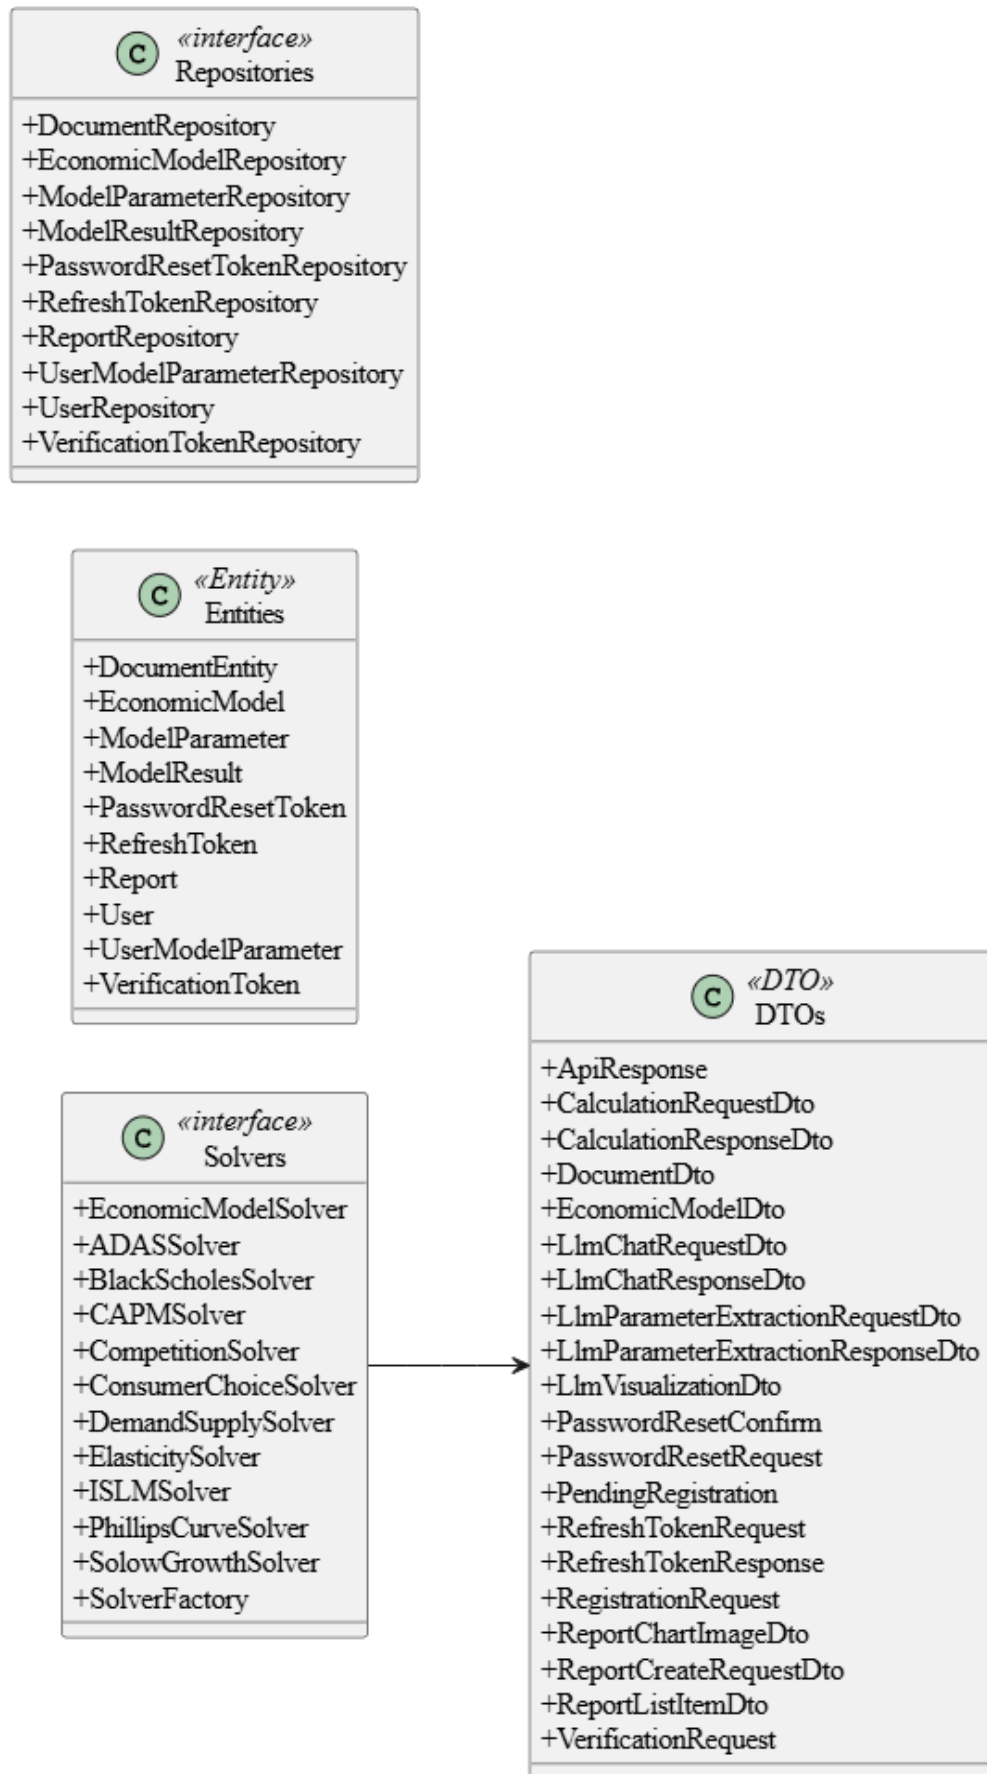 C
«interface»
Repositories
+DocumentRepository
+EconomicModelRepository
+ModelParameterRepository
+ModelResultRepository
+PasswordResetTokenRepository
+RefreshTokenRepository
+ReportRepository
+UserModelParameterRepository
+UserRepository
+VerificationTokenRepository
C
«Entity»
Entities
+DocumentEntity
+EconomicModel
+ModelParameter
+ModelResult
+PasswordResetToken
+RefreshToken
+Report
+User
+UserModelParameter
+VerificationToken
C
«interface»
Solvers
+EconomicModelSolver
+ADASSolver
+BlackScholesSolver
+CAPMSolver
+CompetitionSolver
+ConsumerChoiceSolver
+DemandSupplySolver
+ElasticitySolver
+ISLMSolver
+PhillipsCurveSolver
+SolowGrowthSolver
+SolverFactory
C
«DTO»
DTOs
+ApiResponse
+CalculationRequestDto
+CalculationResponseDto
+DocumentDto
+EconomicModelDto
+LlmChatRequestDto
+LlmChatResponseDto
+LlmParameterExtractionRequestDto
+LlmParameterExtractionResponseDto
+LlmVisualizationDto
+PasswordResetConfirm
+PasswordResetRequest
+PendingRegistration
+RefreshTokenRequest
+RefreshTokenResponse
+RegistrationRequest
+ReportChartImageDto
+ReportCreateRequestDto
+ReportListItemDto
+VerificationRequest